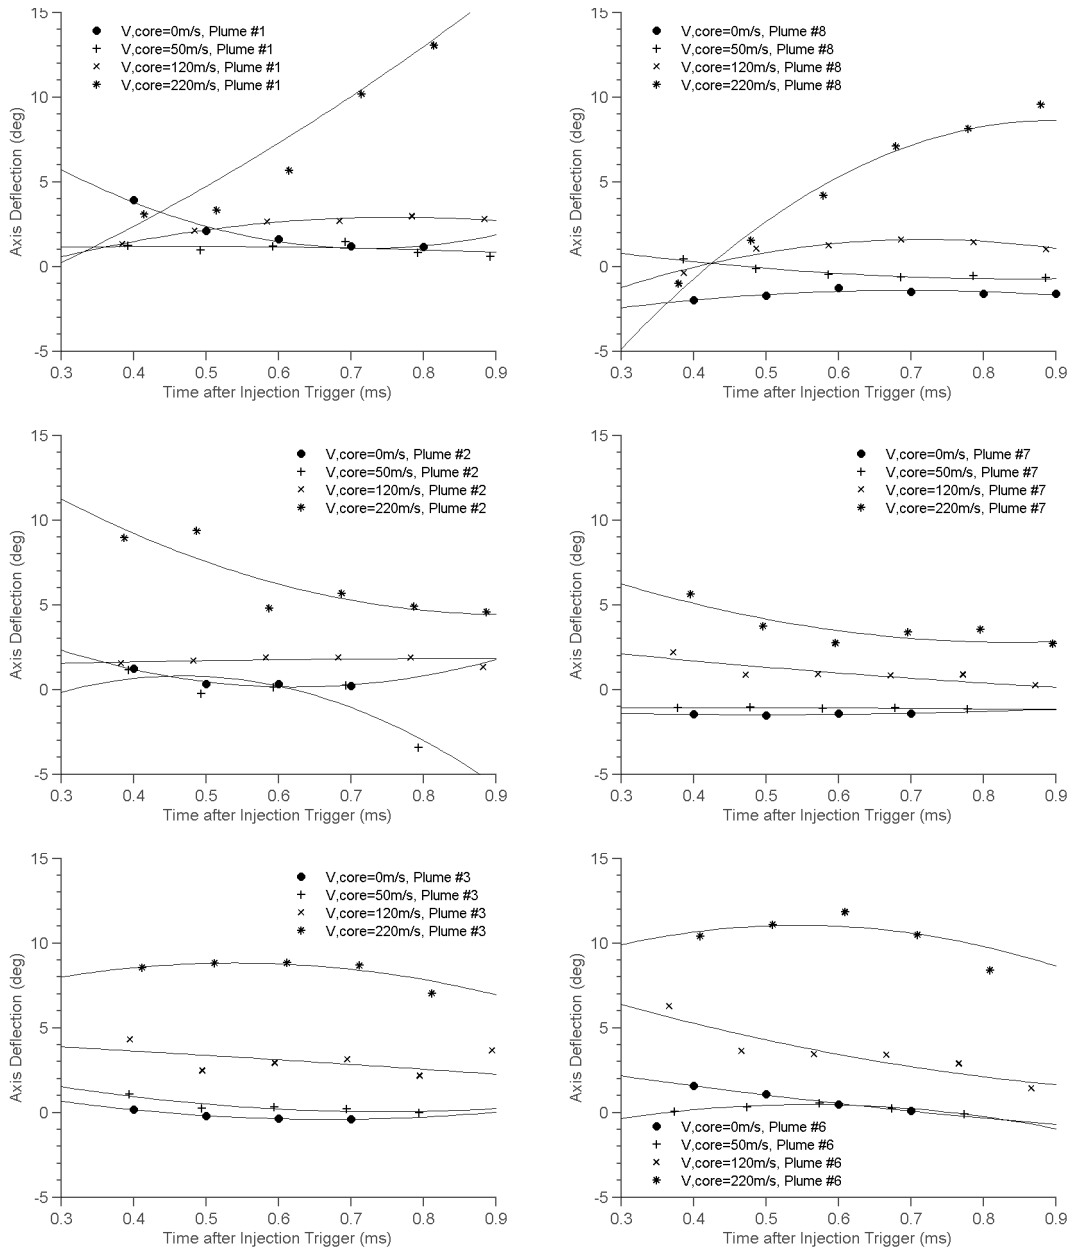 15
10
5
0
-5
Axis Deflection (deg)
V,core=0m/s, Plume #1
V,core=50m/s, Plume #1
V,core=120m/s, Plume #1
V,core=220m/s, Plume #1
0.3 0.4 0.5 0.6 0.7 0.8 0.9
Time after Injection Trigger (ms)
15
10
5
0
-5
Axis Deflection (deg)
V,core=0m/s, Plume #8
V,core=50m/s, Plume #8
V,core=120m/s, Plume #8
V,core=220m/s, Plume #8
0.3 0.4 0.5 0.6 0.7 0.8 0.9
Time after Injection Trigger (ms)
15
10
5
0
-5
Axis Deflection (deg)
V,core=0m/s, Plume #2
V,core=50m/s, Plume #2
V,core=120m/s, Plume #2
V,core=220m/s, Plume #2
0.3 0.4 0.5 0.6 0.7 0.8 0.9
Time after Injection Trigger (ms)
15
10
5
0
-5
Axis Deflection (deg)
V,core=0m/s, Plume #7
V,core=50m/s, Plume #7
V,core=120m/s, Plume #7
V,core=220m/s, Plume #7
0.3 0.4 0.5 0.6 0.7 0.8 0.9
Time after Injection Trigger (ms)
15
10
5
0
-5
Axis Deflection (deg)
V,core=0m/s, Plume #3
V,core=50m/s, Plume #3
V,core=120m/s, Plume #3
V,core=220m/s, Plume #3
0.3 0.4 0.5 0.6 0.7 0.8 0.9
Time after Injection Trigger (ms)
15
10
5
0
-5
Axis Deflection (deg)
V,core=0m/s, Plume #6
V,core=50m/s, Plume #6
V,core=120m/s, Plume #6
V,core=220m/s, Plume #6
0.3 0.4 0.5 0.6 0.7 0.8 0.9
Time after Injection Trigger (ms)